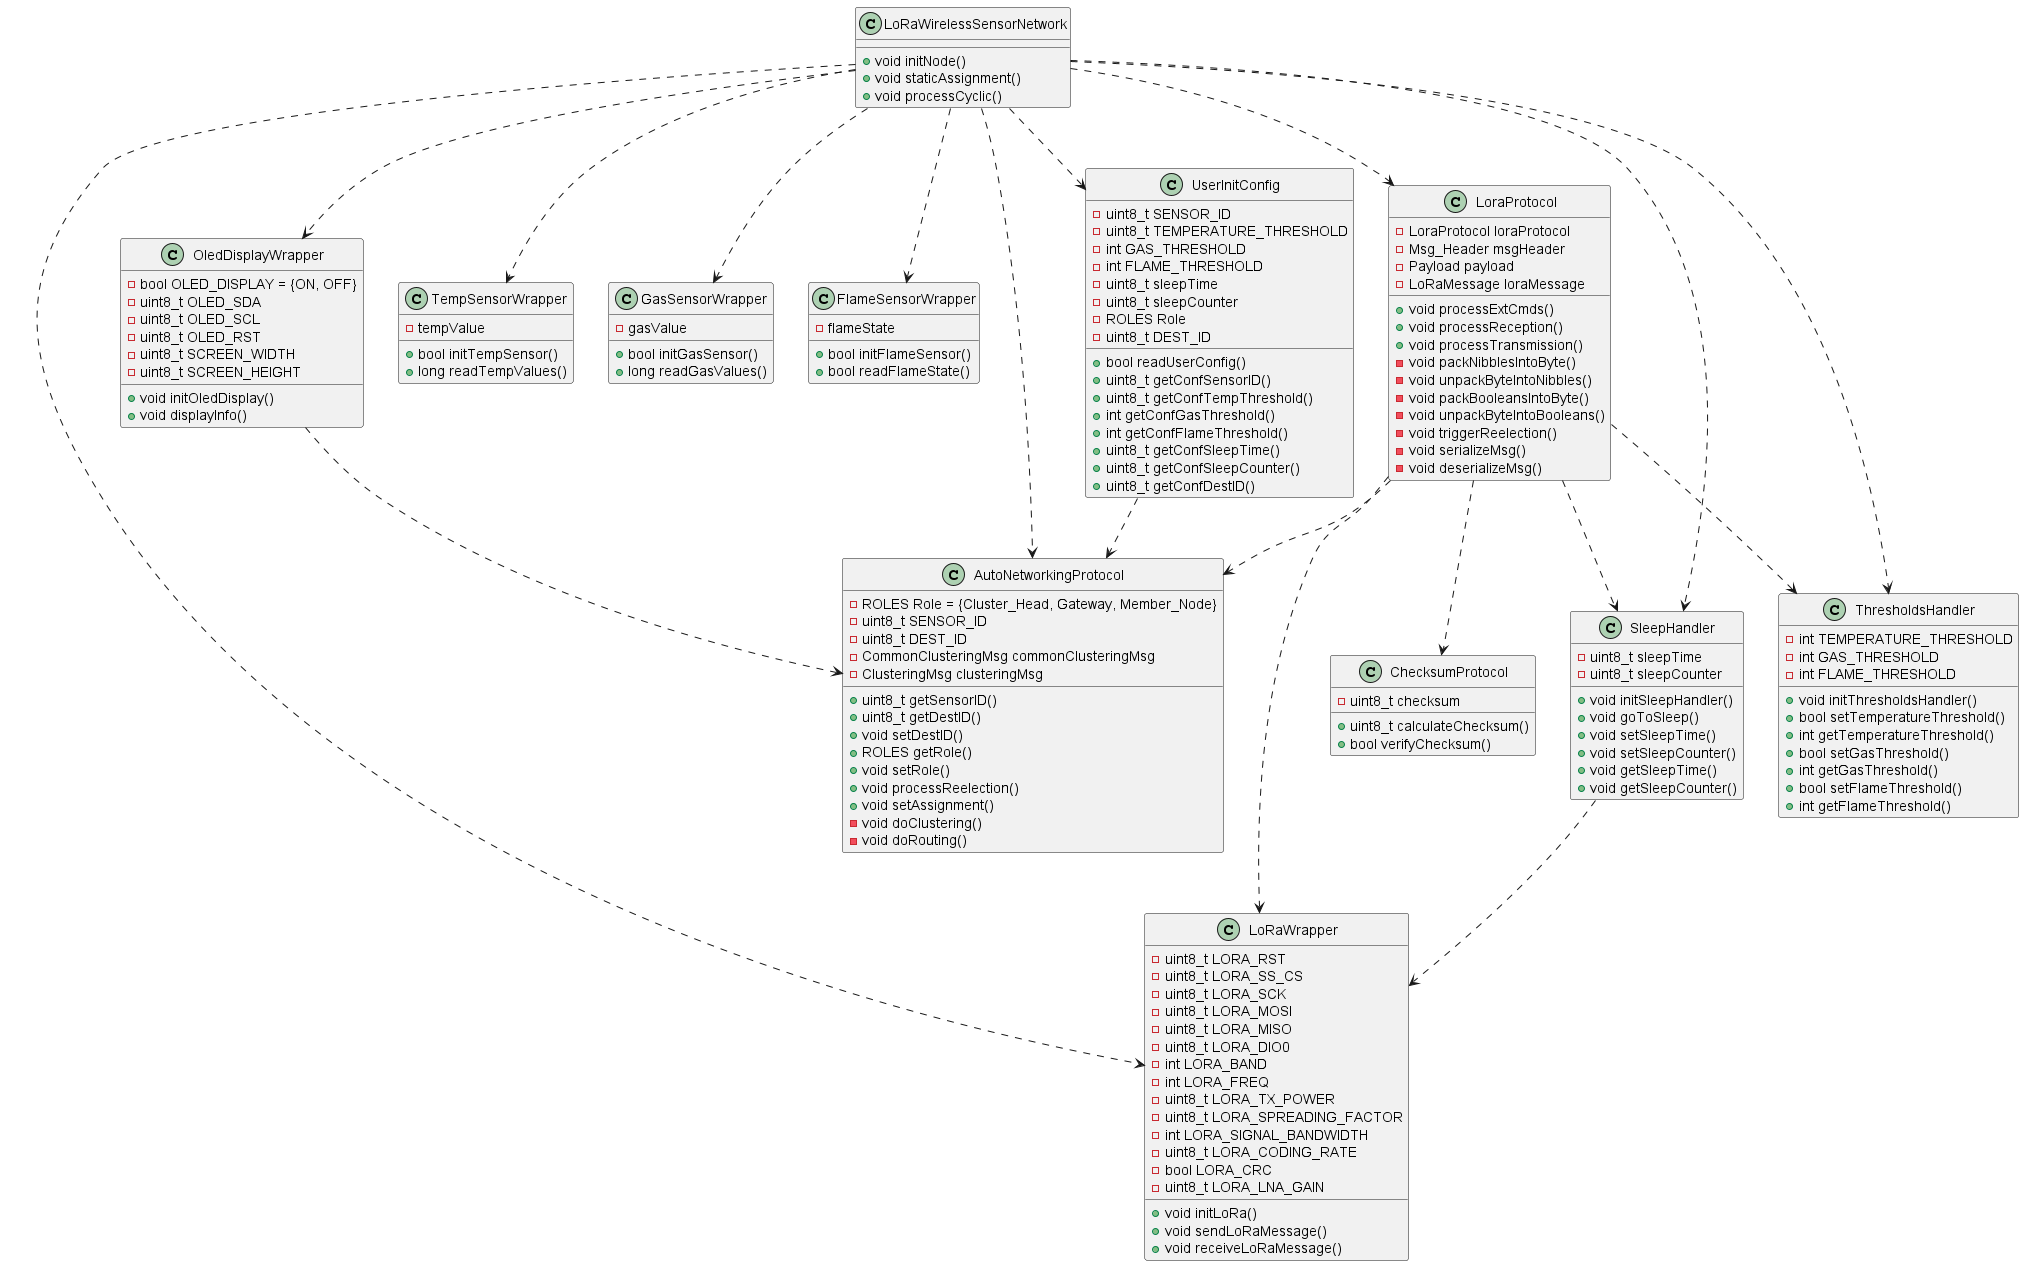 C LoRaWirelessSensorNetwork
void initNode()
void staticAssignment()
void processCyclic()
C UserInitConfig
uint8_t SENSOR_ID
uint8_t TEMPERATURE_THRESHOLD
int GAS_THRESHOLD
int FLAME_THRESHOLD
uint8_t sleepTime
uint8_t sleepCounter
ROLES Role
uint8_t DEST_ID
bool readUserConfig()
uint8_t getConfSensorID()
uint8_t getConfTempThreshold()
int getConfGasThreshold()
int getConfFlameThreshold()
uint8_t getConfSleepTime()
uint8_t getConfSleepCounter()
uint8_t getConfDestID()
C LoraProtocol
LoraProtocol loraProtocol
Msg_Header msgHeader
Payload payload
LoRaMessage loraMessage
void processExtCmds()
void processReception()
void processTransmission()
void packNibblesIntoByte()
void unpackByteIntoNibbles()
void packBooleansIntoByte()
void unpackByteIntoBooleans()
void triggerReelection()
void serializeMsg()
void deserializeMsg()
C OledDisplayWrapper
bool OLED_DISPLAY = {ON, OFF}
uint8_t OLED_SDA
uint8_t OLED_SCL
uint8_t OLED_RST
uint8_t SCREEN_WIDTH
uint8_t SCREEN_HEIGHT
void initOledDisplay()
void displayInfo()
C TempSensorWrapper
tempValue
bool initTempSensor()
long readTempValues()
C GasSensorWrapper
gasValue
bool initGasSensor()
long readGasValues()
C FlameSensorWrapper
flameState
bool initFlameSensor()
bool readFlameState()
C AutoNetworkingProtocol
ROLES Role = {Cluster_Head, Gateway, Member_Node}
uint8_t SENSOR_ID
uint8_t DEST_ID
CommonClusteringMsg commonClusteringMsg
ClusteringMsg clusteringMsg
uint8_t getSensorID()
uint8_t getDestID()
void setDestID()
ROLES getRole()
void setRole()
void processReelection()
void setAssignment()
void doClustering()
void doRouting()
C ChecksumProtocol
uint8_t checksum
uint8_t calculateChecksum()
bool verifyChecksum()
C SleepHandler
uint8_t sleepTime
uint8_t sleepCounter
void initSleepHandler()
void goToSleep()
void setSleepTime()
void setSleepCounter()
void getSleepTime()
void getSleepCounter()
C ThresholdsHandler
int TEMPERATURE_THRESHOLD
int GAS_THRESHOLD
int FLAME_THRESHOLD
void initThresholdsHandler()
bool setTemperatureThreshold()
int getTemperatureThreshold()
bool setGasThreshold()
int getGasThreshold()
bool setFlameThreshold()
int getFlameThreshold()
C LoRaWrapper
uint8_t LORA_RST
uint8_t LORA_SS_CS
uint8_t LORA_SCK
uint8_t LORA_MOSI
uint8_t LORA_MISO
uint8_t LORA_DIO0
int LORA_BAND
int LORA_FREQ
uint8_t LORA_TX_POWER
uint8_t LORA_SPREADING_FACTOR
int LORA_SIGNAL_BANDWIDTH
uint8_t LORA_CODING_RATE
bool LORA_CRC
uint8_t LORA_LNA_GAIN
void initLoRa()
void sendLoRaMessage()
void receiveLoRaMessage()